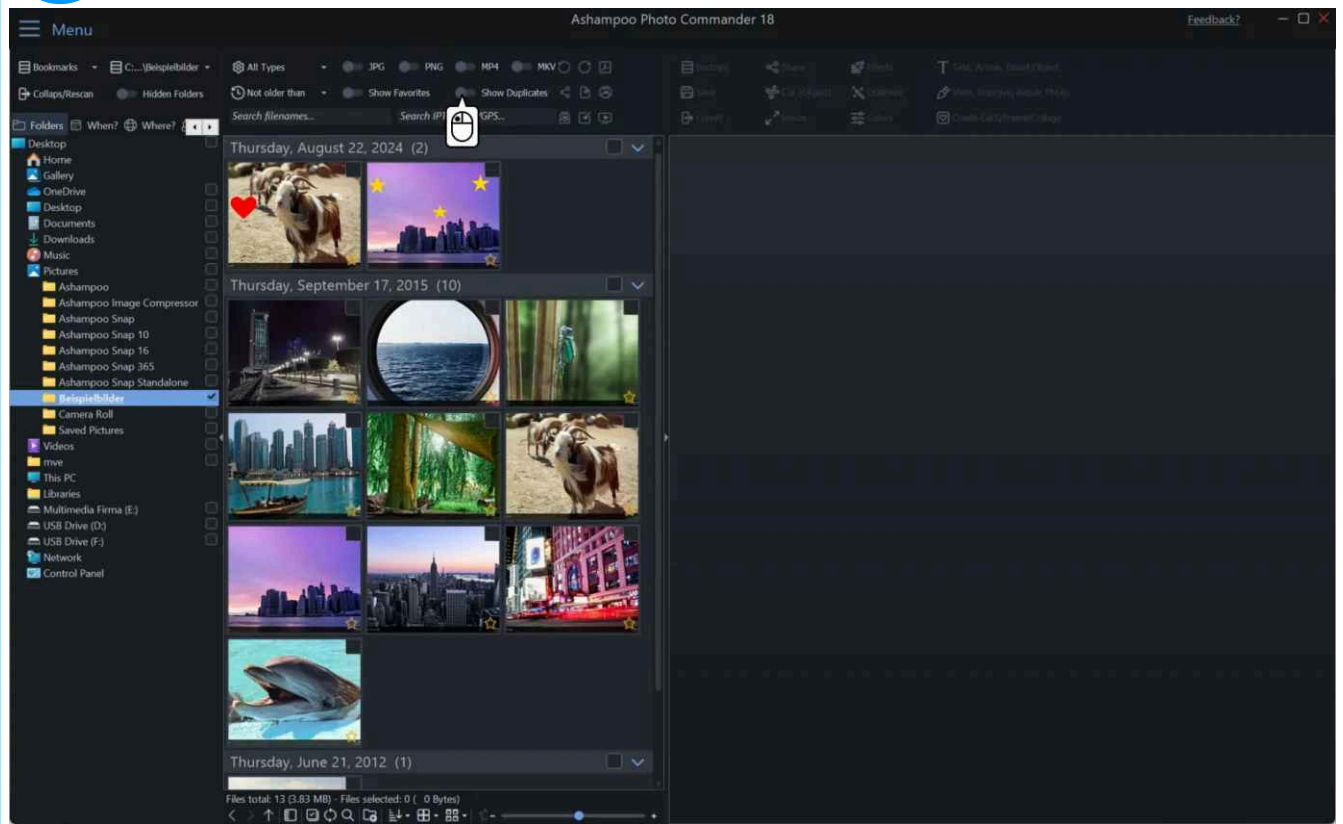 Ashampoo Photo Commander 18
Feedback?
Menu
Bookmarks
C:...\Beispielbilder
All Types
JPG
PNG
MP4
MKV
Collaps/Rescan
Hidden Folders
Not older than
Show Favorites
Show Duplicates
Search filenames...
Folders
When?
Where?
Desktop
Home
Gallery
OneDrive
Desktop
Documents
Downloads
Music
Pictures
Ashampoo
Ashampoo Image Compressor
Ashampoo Snap
Ashampoo Snap 10
Ashampoo Snap 16
Ashampoo Snap 365
Ashampoo Snap Standalone
Beispielbilder
Camera Roll
Saved Pictures
Videos
mve
This PC
Libraries
Multimedia Firma (E:)
USB Drive (D:)
USB Drive (F:)
Network
Control Panel
Thursday, August 22, 2024 (2)
Thursday, September 17, 2015 (10)
Thursday, June 21, 2012 (1)
Files total: 13 (3.83 MB) - Files selected: 0 ( 0 Bytes)